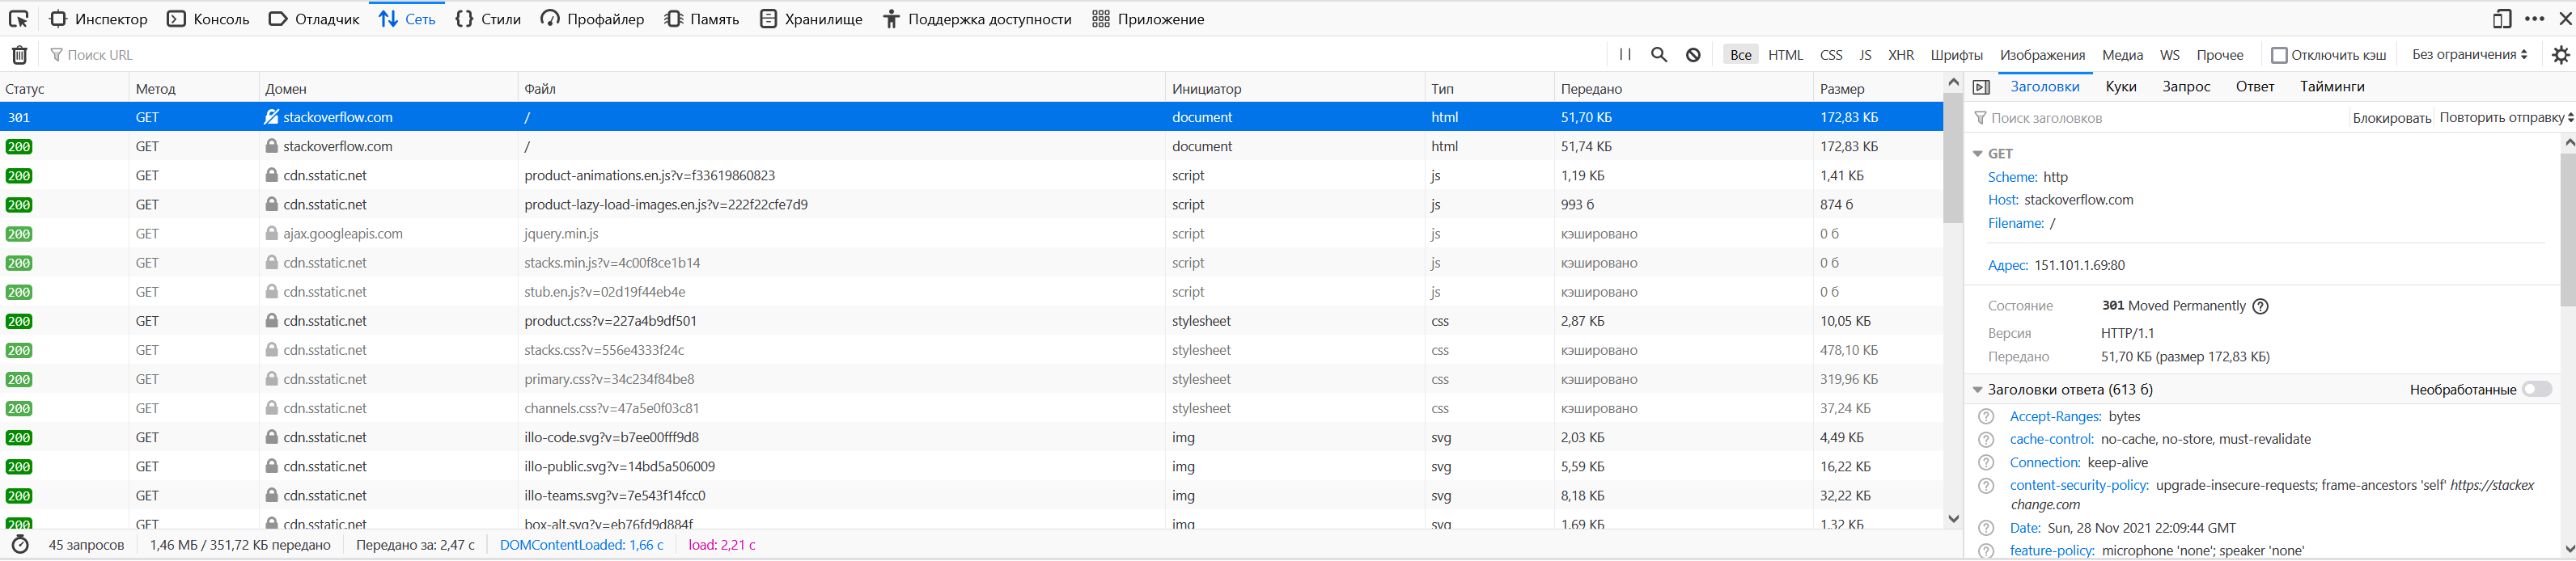 Инспектор Консоль Отладчик Сеть Стили Профайлер Память Хранилище Поддержка доступности Приложение
Поиск URL Все HTML CSS JS XHR Шрифты Изображения Медиа WS Прочее Отключить кэш Без ограничения
Статус Метод Домен Файл Инициатор Тип Передано Размер
301 GET stackoverflow.com / document html 51,70 КБ 172,83 КБ
200 GET stackoverflow.com / document html 51,74 КБ 172,83 КБ
200 GET cdn.sstatic.net product-animations.en.js?v=f33619860823 script js 1,19 КБ 1,41 КБ
200 GET cdn.sstatic.net product-lazy-load-images.en.js?v=222f22cfe7d9 script js 993 б 874 б
200 GET ajax.googleapis.com jquery.min.js script js кэшировано 0 б
200 GET cdn.sstatic.net stacks.min.js?v=4c00f8ce1b14 script js кэшировано 0 б
200 GET cdn.sstatic.net stub.en.js?v=02d19f44eb4e script js кэшировано 0 б
200 GET cdn.sstatic.net product.css?v=227a4b9df501 stylesheet css 2,87 КБ 10,05 КБ
200 GET cdn.sstatic.net stacks.css?v=556e4333f24c stylesheet css кэшировано 478,10 КБ
200 GET cdn.sstatic.net primary.css?v=34c234f84be8 stylesheet css кэшировано 319,96 КБ
200 GET cdn.sstatic.net channels.css?v=47a5e0f03c81 stylesheet css кэшировано 37,24 КБ
200 GET cdn.sstatic.net illo-code.svg?v=b7ee00fff9d8 img svg 2,03 КБ 4,49 КБ
200 GET cdn.sstatic.net illo-public.svg?v=14bd5a506009 img svg 5,59 КБ 16,22 КБ
200 GET cdn.sstatic.net illo-teams.svg?v=7e543f14fcc0 img svg 8,18 КБ 32,22 КБ
200 GET cdn.sstatic.net box-alt.svg?v=eb76fd9d884f img svg 1,69 КБ 1,32 КБ
45 запросов 1,46 МБ / 351,72 КБ передано Передано за: 2,47 с DOMContentLoaded: 1,66 с load: 2,21 с
Заголовки Куки Запрос Ответ Тайминги
Поиск заголовков Блокировать Повторить отправку
GET
Scheme: http
Host: stackoverflow.com
Filename: /
Адрес: 151.101.1.69:80
Состояние 301 Moved Permanently
Версия HTTP/1.1
Передано 51,70 КБ (размер 172,83 КБ)
Заголовки ответа (613 б) Необработанные
Accept-Ranges: bytes
cache-control: no-cache, no-store, must-revalidate
Connection: keep-alive
content-security-policy: upgrade-insecure-requests; frame-ancestors 'self' https://stackex
change.com
Date: Sun, 28 Nov 2021 22:09:44 GMT
feature-policy: microphone 'none'; speaker 'none'